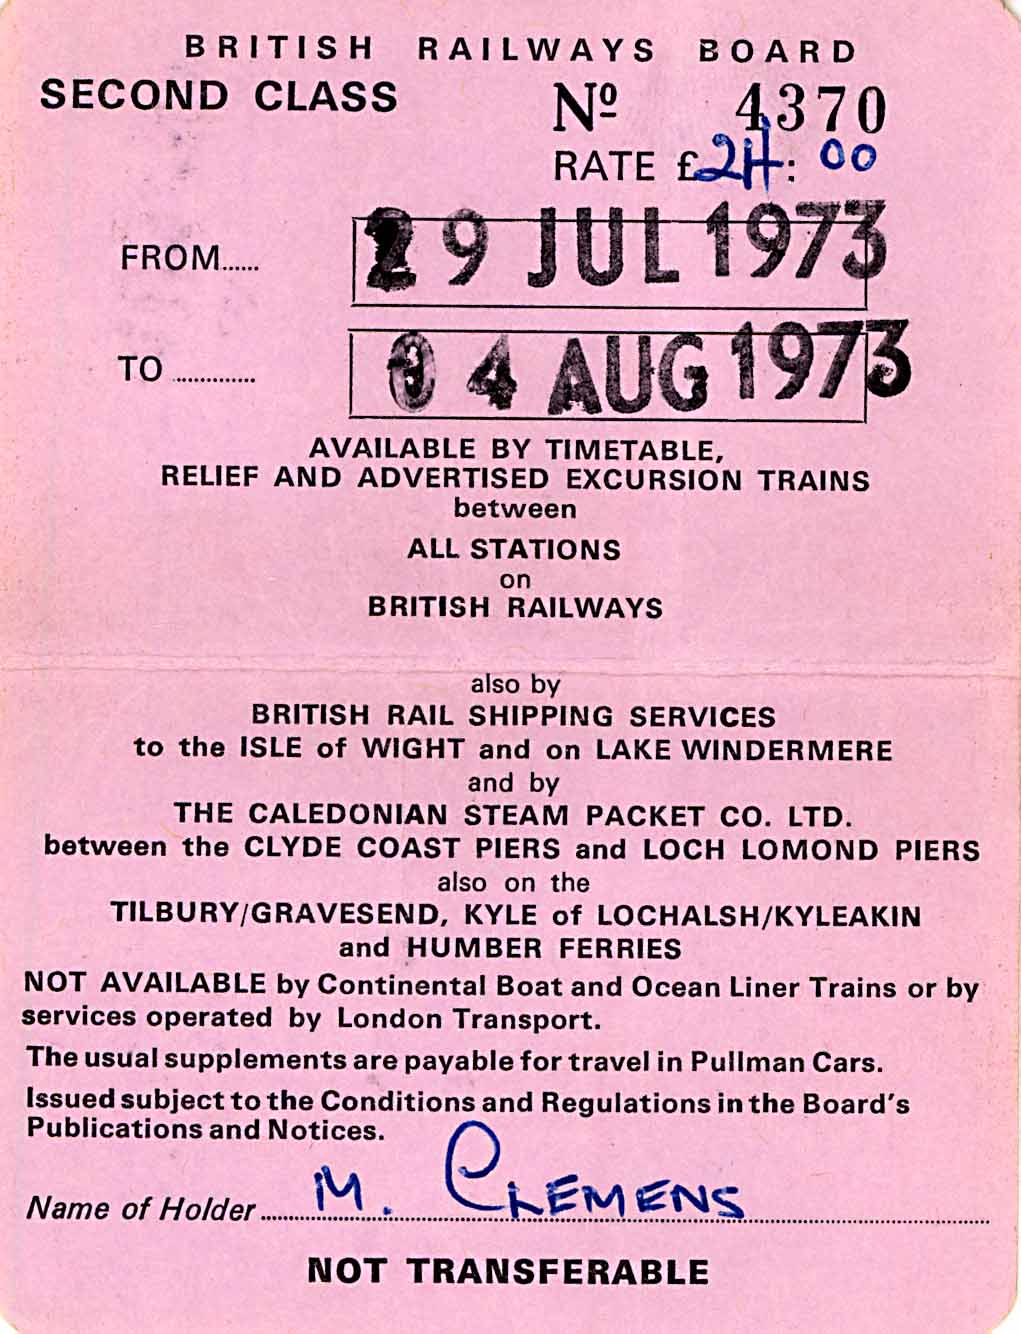 BRITISH RAILWAYS BOARD
SECOND CLASS Nº 4370
RATE £24:00
FROM...... 29 JUL 1973
TO .............. 04 AUG 1973
AVAILABLE BY TIMETABLE,
RELIEF AND ADVERTISED EXCURSION TRAINS
between
ALL STATIONS
on
BRITISH RAILWAYS
also by
BRITISH RAIL SHIPPING SERVICES
to the ISLE of WIGHT and on LAKE WINDERMERE
and by
THE CALEDONIAN STEAM PACKET CO. LTD.
between the CLYDE COAST PIERS and LOCH LOMOND PIERS
also on the
TILBURY/GRAVESEND, KYLE of LOCHALSH/KYLEAKIN
and HUMBER FERRIES
NOT AVAILABLE by Continental Boat and Ocean Liner Trains or by
services operated by London Transport.
The usual supplements are payable for travel in Pullman Cars.
Issued subject to the Conditions and Regulations in the Board's
Publications and Notices.
Name of Holder M. CLEMENS
NOT TRANSFERABLE